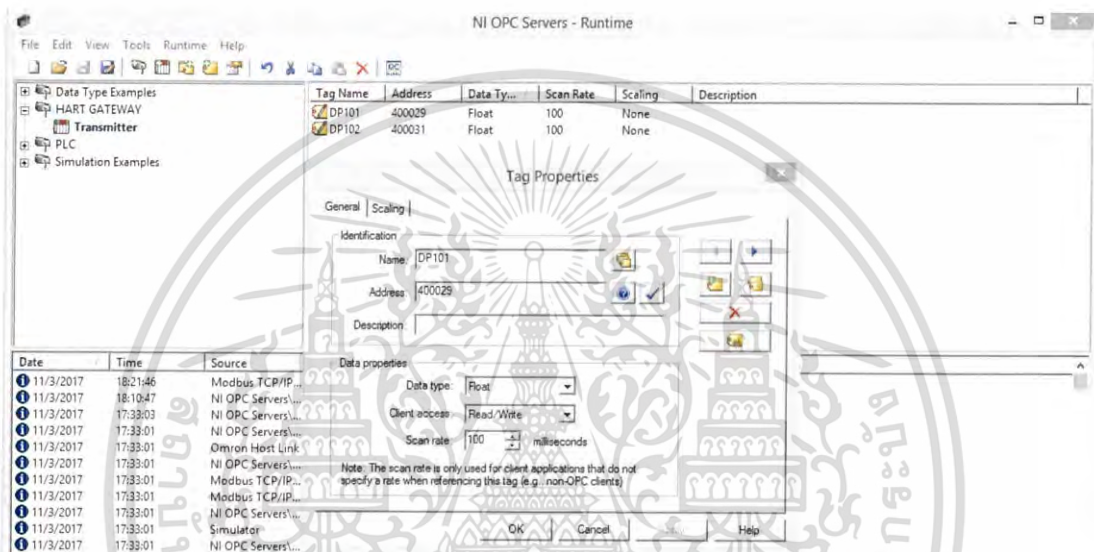 NI OPC Servers - Runtime
File Edit View Tools Runtime Help
Data Type Examples
HART GATEWAY
Transmitter
PLC
Simulation Examples
Tag Name Address Data Ty... Scan Rate Scaling Description
DP101 400029 Float 100 None
DP102 400031 Float 100 None
Tag Properties
General Scaling
Identification
Name: DP101
Address: 400029
Description:
Data properties
Data type: Float
Client access: Read/Write
Scan rate: 100 milliseconds
Note: The scan rate is only used for client applications that do not
specify a rate when referencing this tag (e.g. non-OPC clients)
OK Cancel Help
Date Time Source
11/3/2017 18:21:46 Modbus TCP/IP...
11/3/2017 18:10:47 NI OPC Servers\...
11/3/2017 17:33:03 NI OPC Servers\...
11/3/2017 17:33:01 Omron Host Link
11/3/2017 17:33:01 NI OPC Servers\...
11/3/2017 17:33:01 Modbus TCP/IP...
11/3/2017 17:33:01 Modbus TCP/IP...
11/3/2017 17:33:01 NI OPC Servers\...
11/3/2017 17:33:01 Simulator
11/3/2017 17:33:01 NI OPC Servers\...